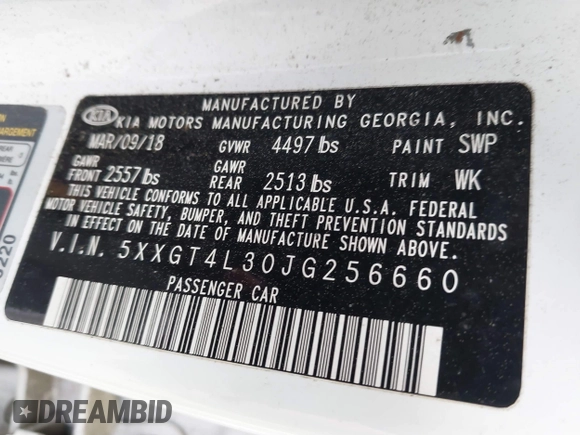 MANUFACTURED BY
KIA KIA MOTORS MANUFACTURING GEORGIA, INC.
MAR/09/18 GVWR 4497 lbs PAINT SWP
GAWR FRONT 2557 lbs GAWR REAR 2513 lbs TRIM WK
THIS VEHICLE CONFORMS TO ALL APPLICABLE U.S.A. FEDERAL
MOTOR VEHICLE SAFETY, BUMPER, AND THEFT PREVENTION STANDARDS
IN EFFECT ON THE DATE OF MANUFACTURE SHOWN ABOVE.
V.I.N. 5XXGT4L30JG256660
PASSENGER CAR
DREAMBID